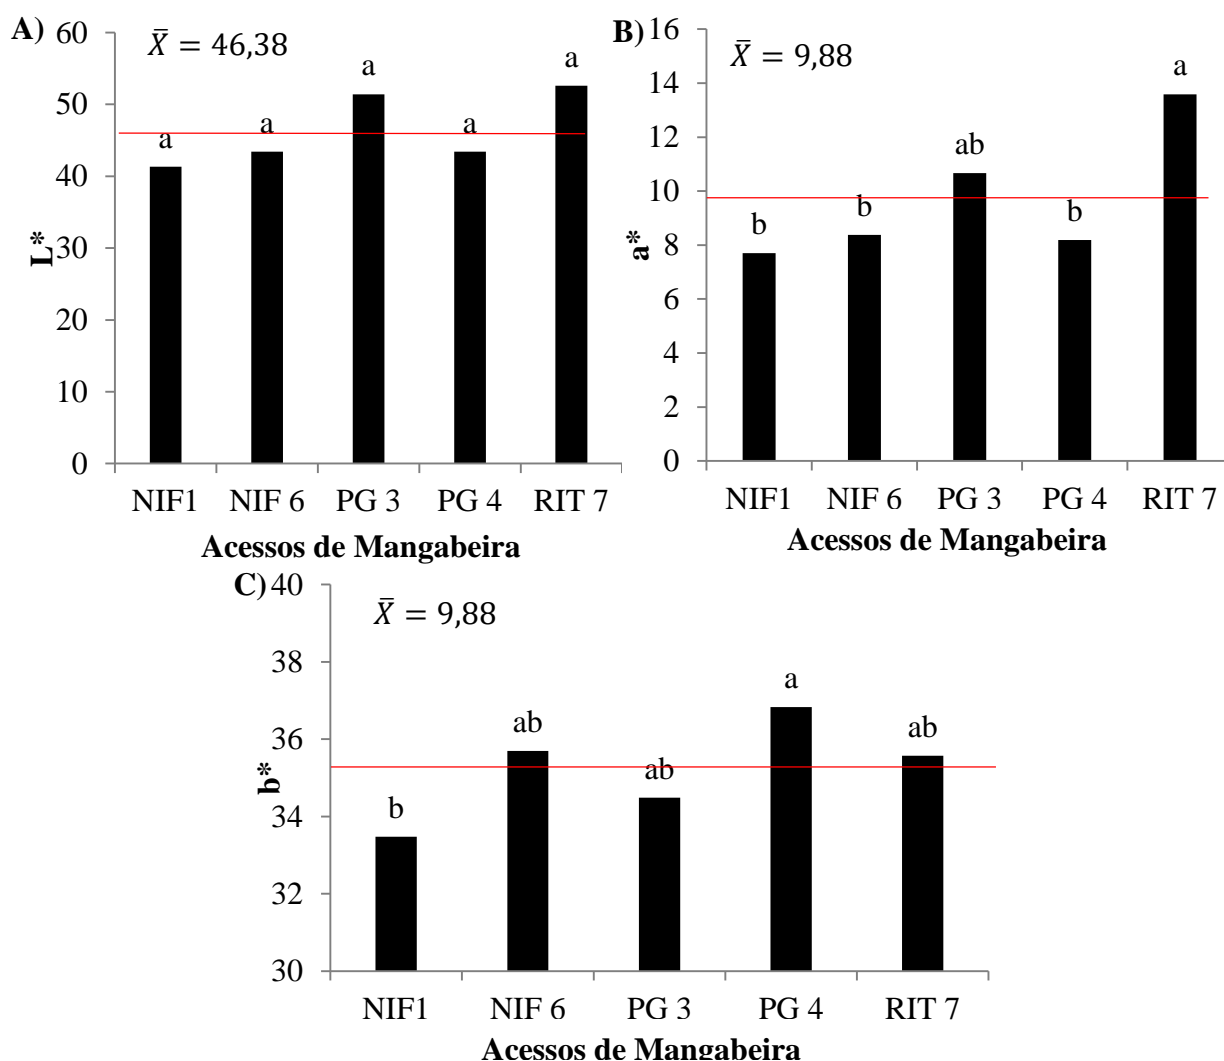 A)
X̄ = 46,38
60
50
40
30
20
10
0
L*
a
a
a
a
a
NIF1 NIF 6 PG 3 PG 4 RIT 7
Acessos de Mangabeira
B)
X̄ = 9,88
16
14
12
10
8
6
4
2
0
a*
b
b
ab
b
a
NIF1 NIF 6 PG 3 PG 4 RIT 7
Acessos de Mangabeira
C)
X̄ = 9,88
40
38
36
34
32
30
b*
b
ab
ab
a
ab
NIF1 NIF 6 PG 3 PG 4 RIT 7
Acessos de Mangabeira